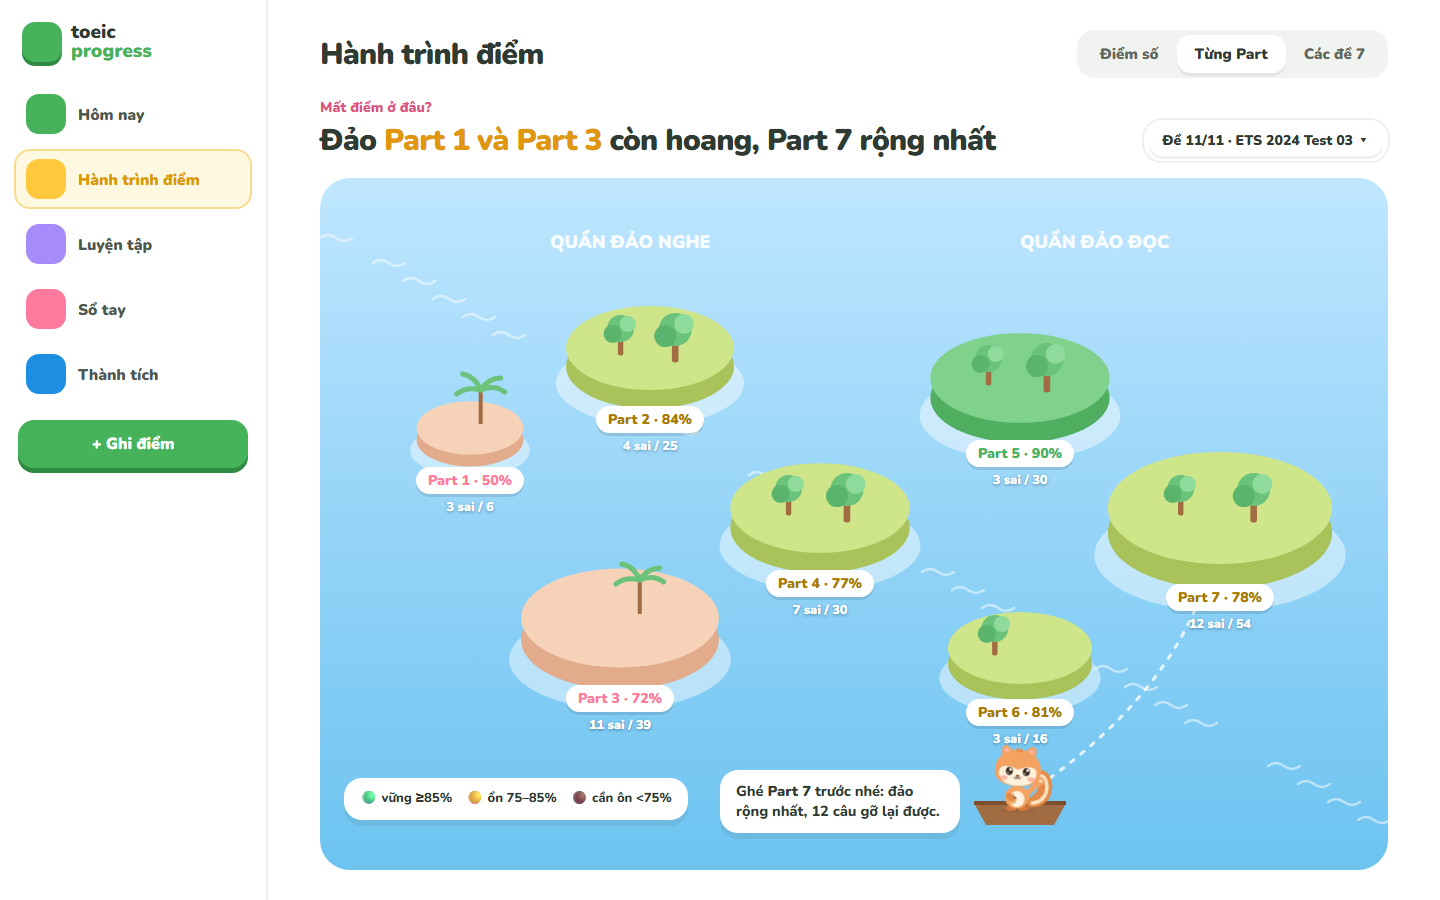 toeic
progress
Hôm nay
Hành trình điểm
Luyện tập
Sổ tay
Thành tích
+ Ghi điểm
Hành trình điểm
Điểm số
Từng Part
Các đề 7
Mất điểm ở đâu?
Đảo Part 1 và Part 3 còn hoang, Part 7 rộng nhất
Đề 11/11 · ETS 2024 Test 03
QUẦN ĐẢO NGHE
QUẦN ĐẢO ĐỌC
Part 2 · 84%
4 sai / 25
Part 5 · 90%
3 sai / 30
Part 1 · 50%
3 sai / 6
Part 4 · 77%
7 sai / 30
Part 7 · 78%
12 sai / 54
Part 3 · 72%
11 sai / 39
Part 6 · 81%
3 sai / 16
vững ≥85%
ổn 75–85%
cần ôn <75%
Ghé Part 7 trước nhé: đảo
rộng nhất, 12 câu gỡ lại được.